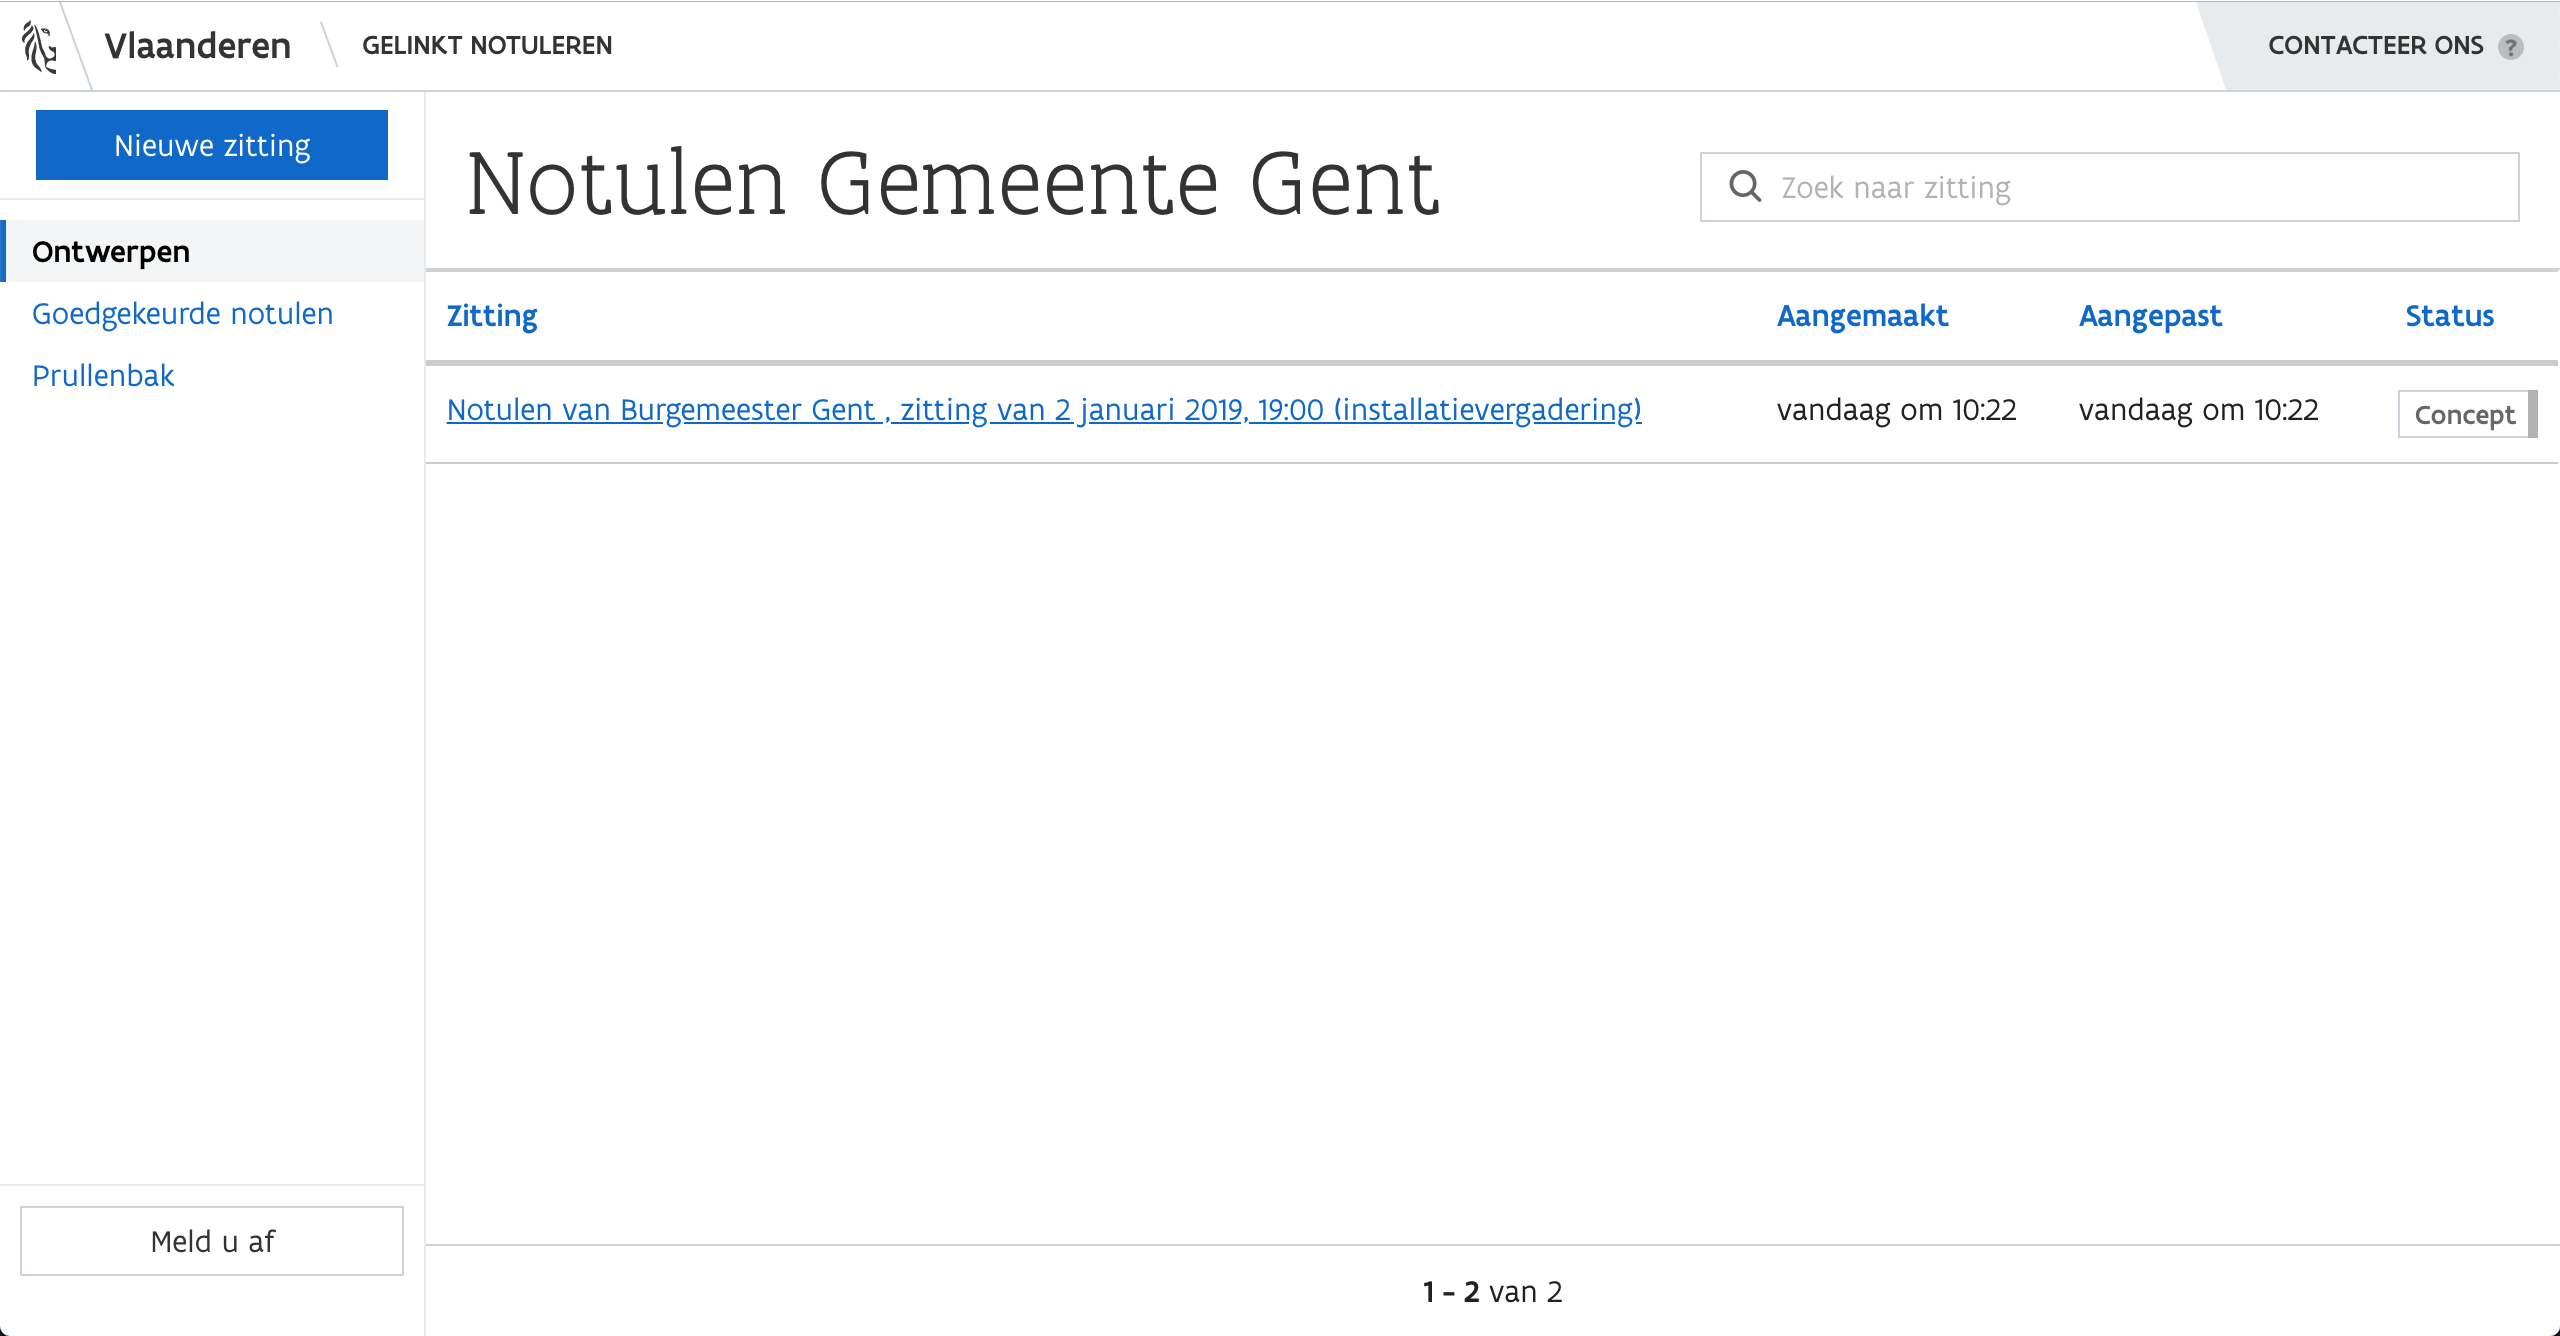 Vlaanderen GELINKT NOTULEREN CONTACTEER ONS ?
Nieuwe zitting
Ontwerpen
Goedgekeurde notulen
Prullenbak
Meld u af
Notulen Gemeente Gent
Zoek naar zitting
Zitting Aangemaakt Aangepast Status
Notulen van Burgemeester Gent , zitting van 2 januari 2019, 19:00 (installatievergadering) vandaag om 10:22 vandaag om 10:22 Concept
1 - 2 van 2